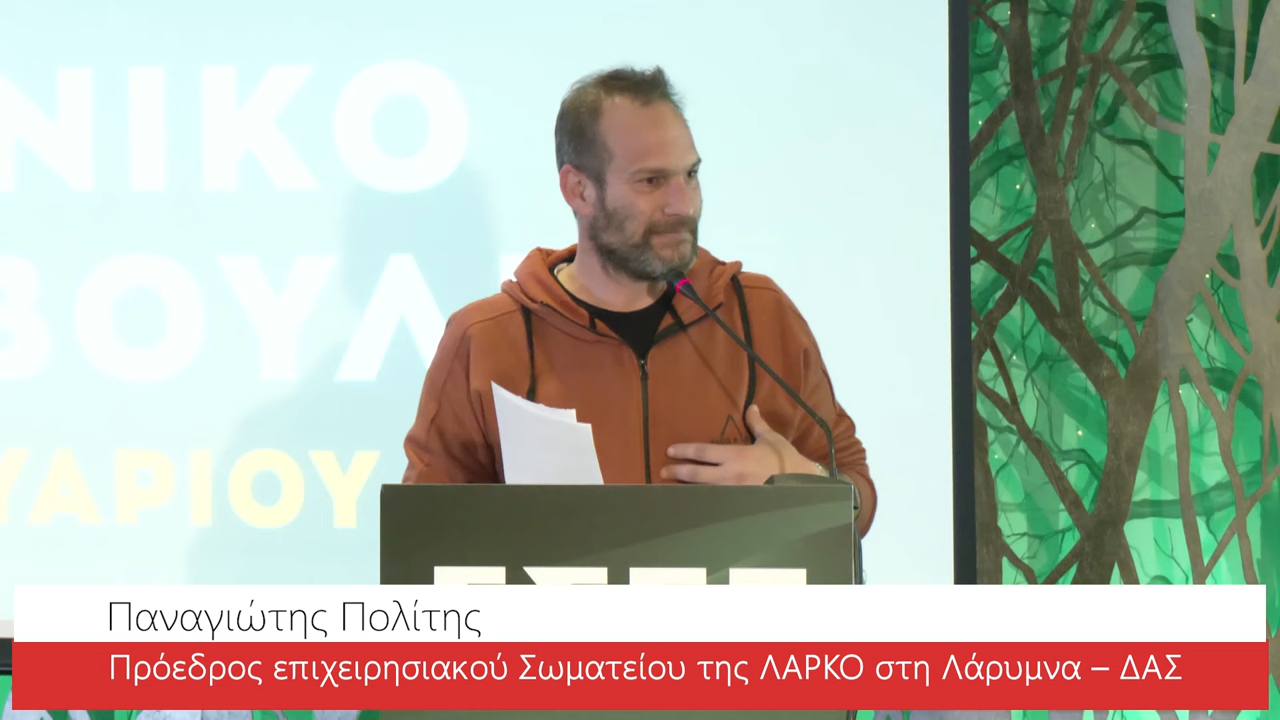 ΝΙΚΟ
ΒΟΥΛ
ΥΑΡΙΟΥ
Παναγιώτης Πολίτης
Πρόεδρος επιχειρησιακού Σωματείου της ΛΑΡΚΟ στη Λάρυμνα – ΔΑΣ